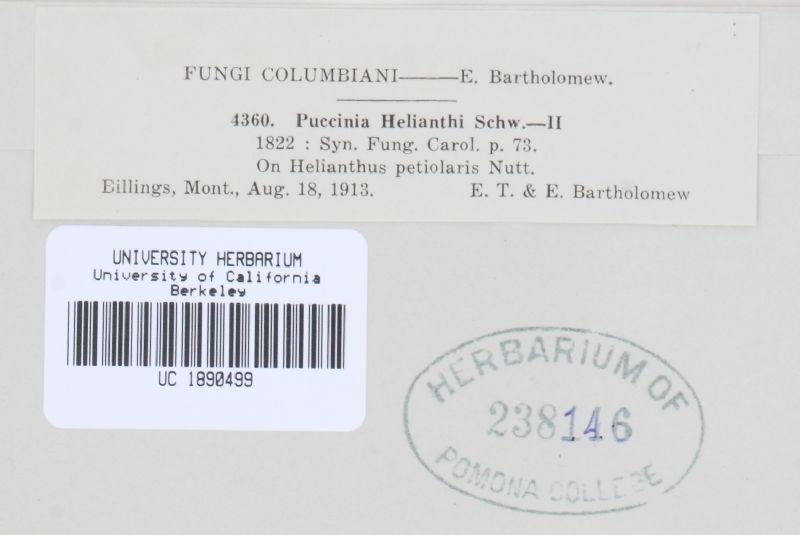 FUNGI COLUMBIANI———E. Bartholomew.
4360. Puccinia Helianthi Schw.—II
1822 : Syn. Fung. Carol. p. 73.
On Helianthus petiolaris Nutt.
Billings, Mont., Aug. 18, 1913. E. T. & E. Bartholomew
UNIVERSITY HERBARIUM
University of California
Berkeley
UC 1890499
HERBARIUM OF
238146
POMONA COLLEGE